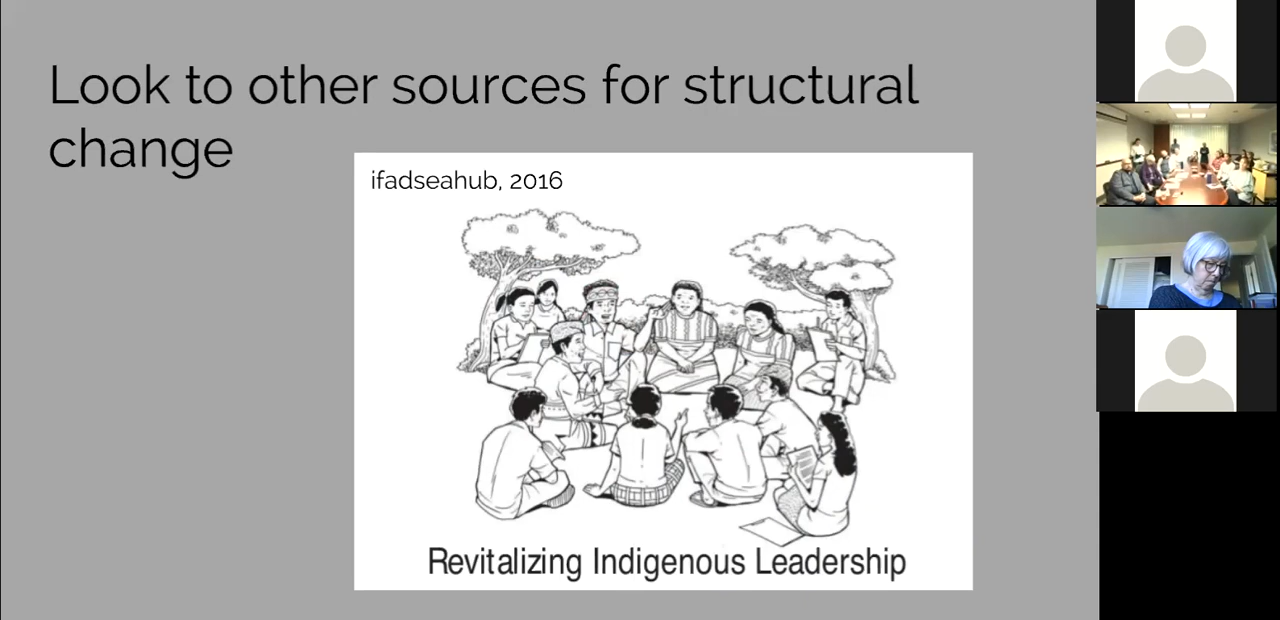 Look to other sources for structural
change
ifadseahub, 2016
Revitalizing Indigenous Leadership